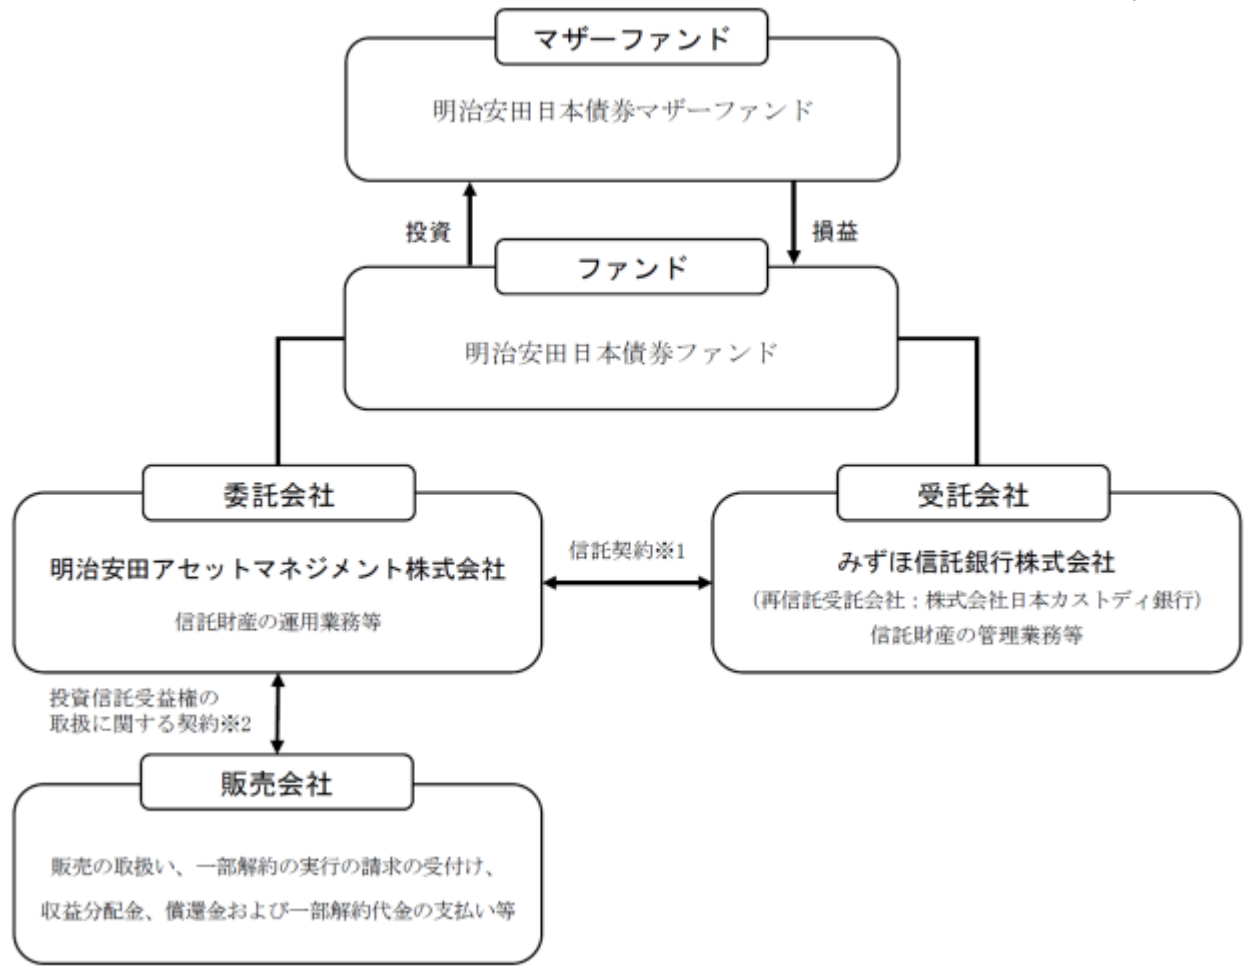 マザーファンド
明治安田日本債券マザーファンド
投資
損益
ファンド
明治安田日本債券ファンド
委託会社
明治安田アセットマネジメント株式会社
信託財産の運用業務等
信託契約※1
受託会社
みずほ信託銀行株式会社
(再信託受託会社：株式会社日本カストディ銀行)
信託財産の管理業務等
投資信託受益権の
取扱に関する契約※2
販売会社
販売の取扱い、一部解約の実行の請求の受付け、
収益分配金、償還金および一部解約代金の支払い等